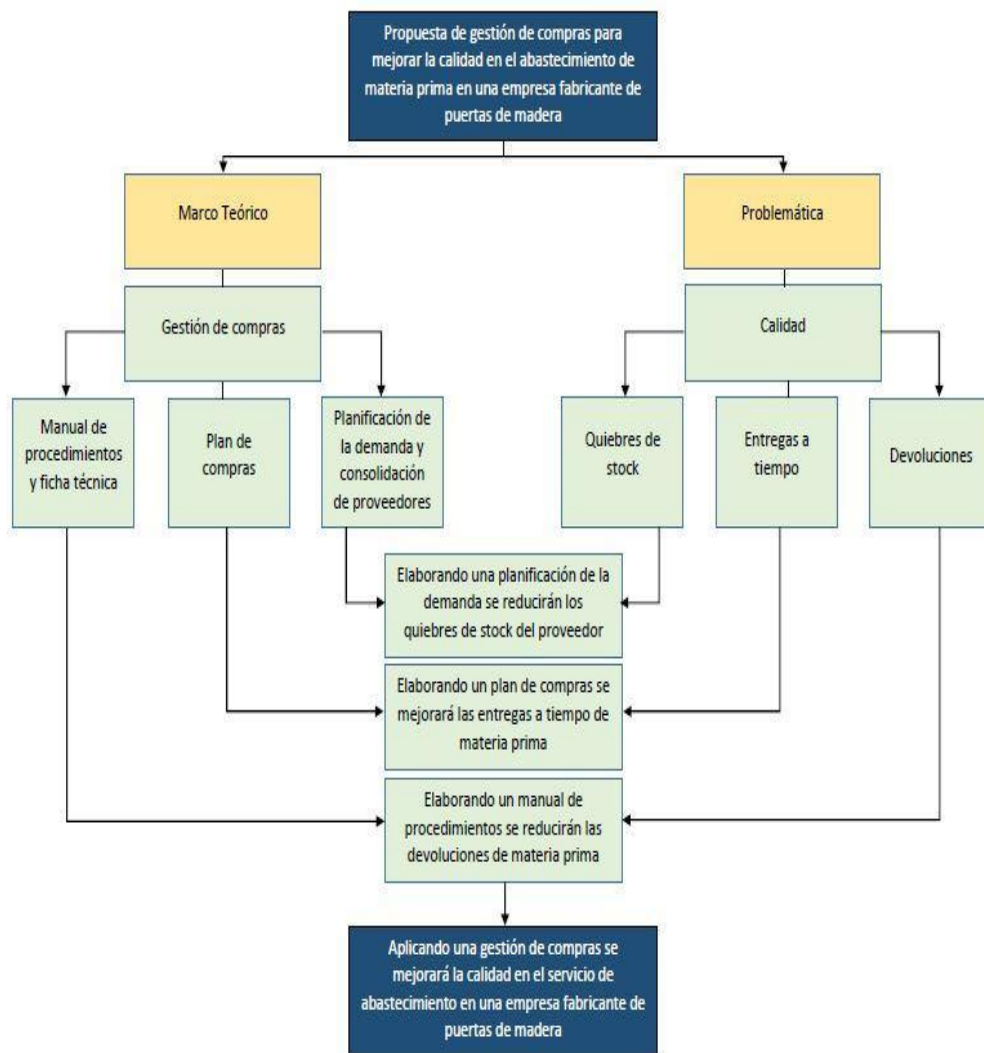 Propuesta de gestión de compras para
mejorar la calidad en el abastecimiento de
materia prima en una empresa fabricante de
puertas de madera
Marco Teórico
Problemática
Gestión de compras
Calidad
Manual de
procedimientos
y ficha técnica
Plan de
compras
Planificación de
la demanda y
consolidación
de proveedores
Quiebres de
stock
Entregas a
tiempo
Devoluciones
Elaborando una planificación de la
demanda se reducirán los
quiebres de stock del proveedor
Elaborando un plan de compras se
mejorará las entregas a tiempo de
materia prima
Elaborando un manual de
procedimientos se reducirán las
devoluciones de materia prima
Aplicando una gestión de compras se
mejorará la calidad en el servicio de
abastecimiento en una empresa fabricante de
puertas de madera